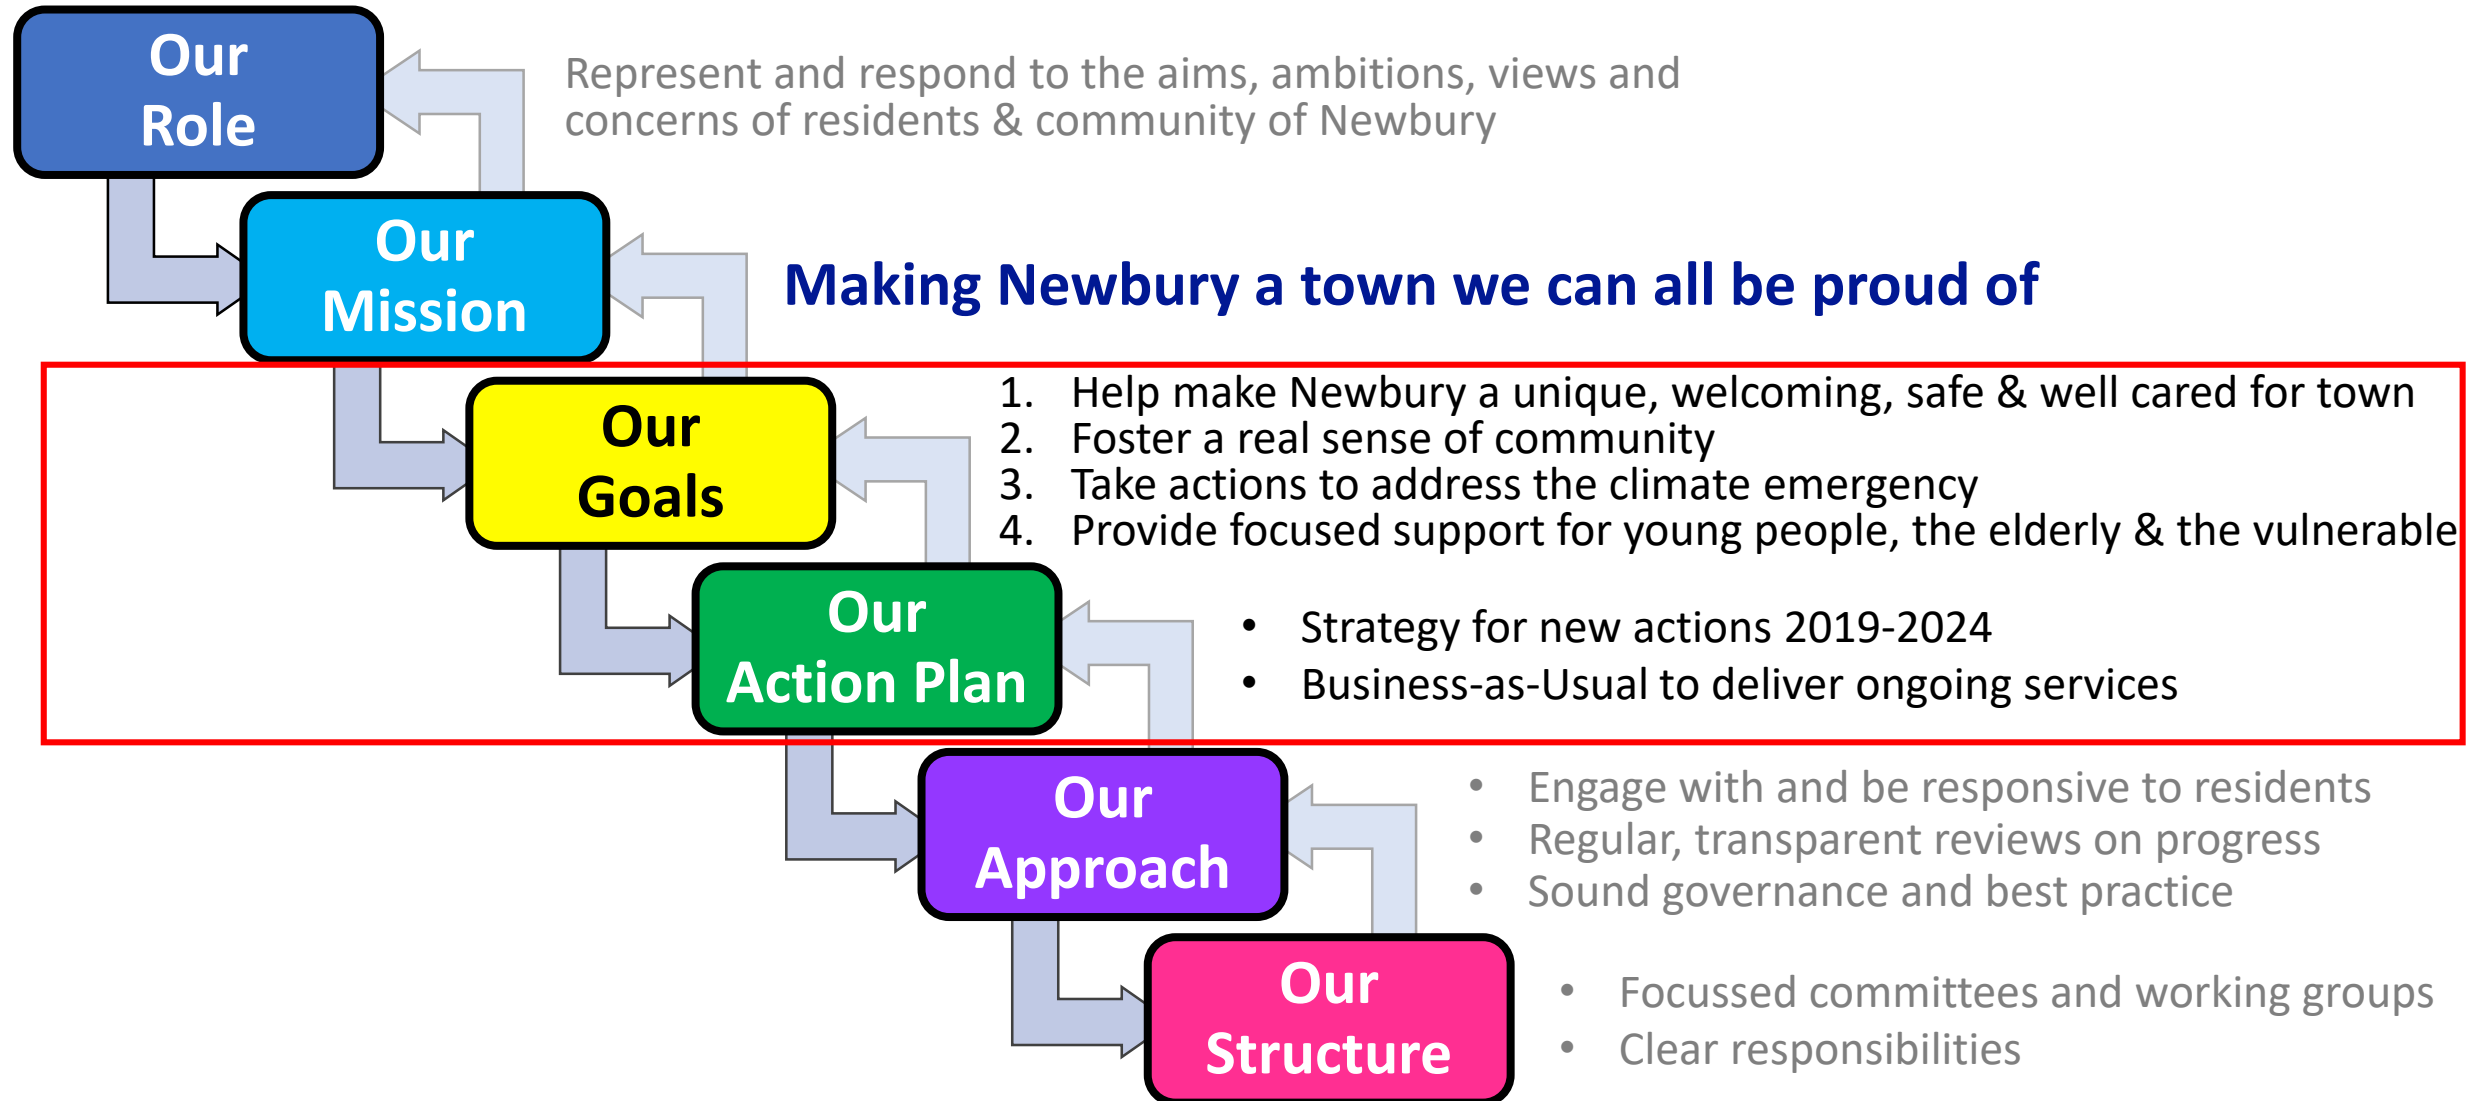 Our
Role
Represent and respond to the aims, ambitions, views and
concerns of residents & community of Newbury
Our
Mission
Making Newbury a town we can all be proud of
Our
Goals
1. Help make Newbury a unique, welcoming, safe & well cared for town
2. Foster a real sense of community
3. Take actions to address the climate emergency
4. Provide focused support for young people, the elderly & the vulnerable
Our
Action Plan
• Strategy for new actions 2019-2024
• Business-as-Usual to deliver ongoing services
Our
Approach
• Engage with and be responsive to residents
• Regular, transparent reviews on progress
• Sound governance and best practice
Our
Structure
• Focussed committees and working groups
• Clear responsibilities